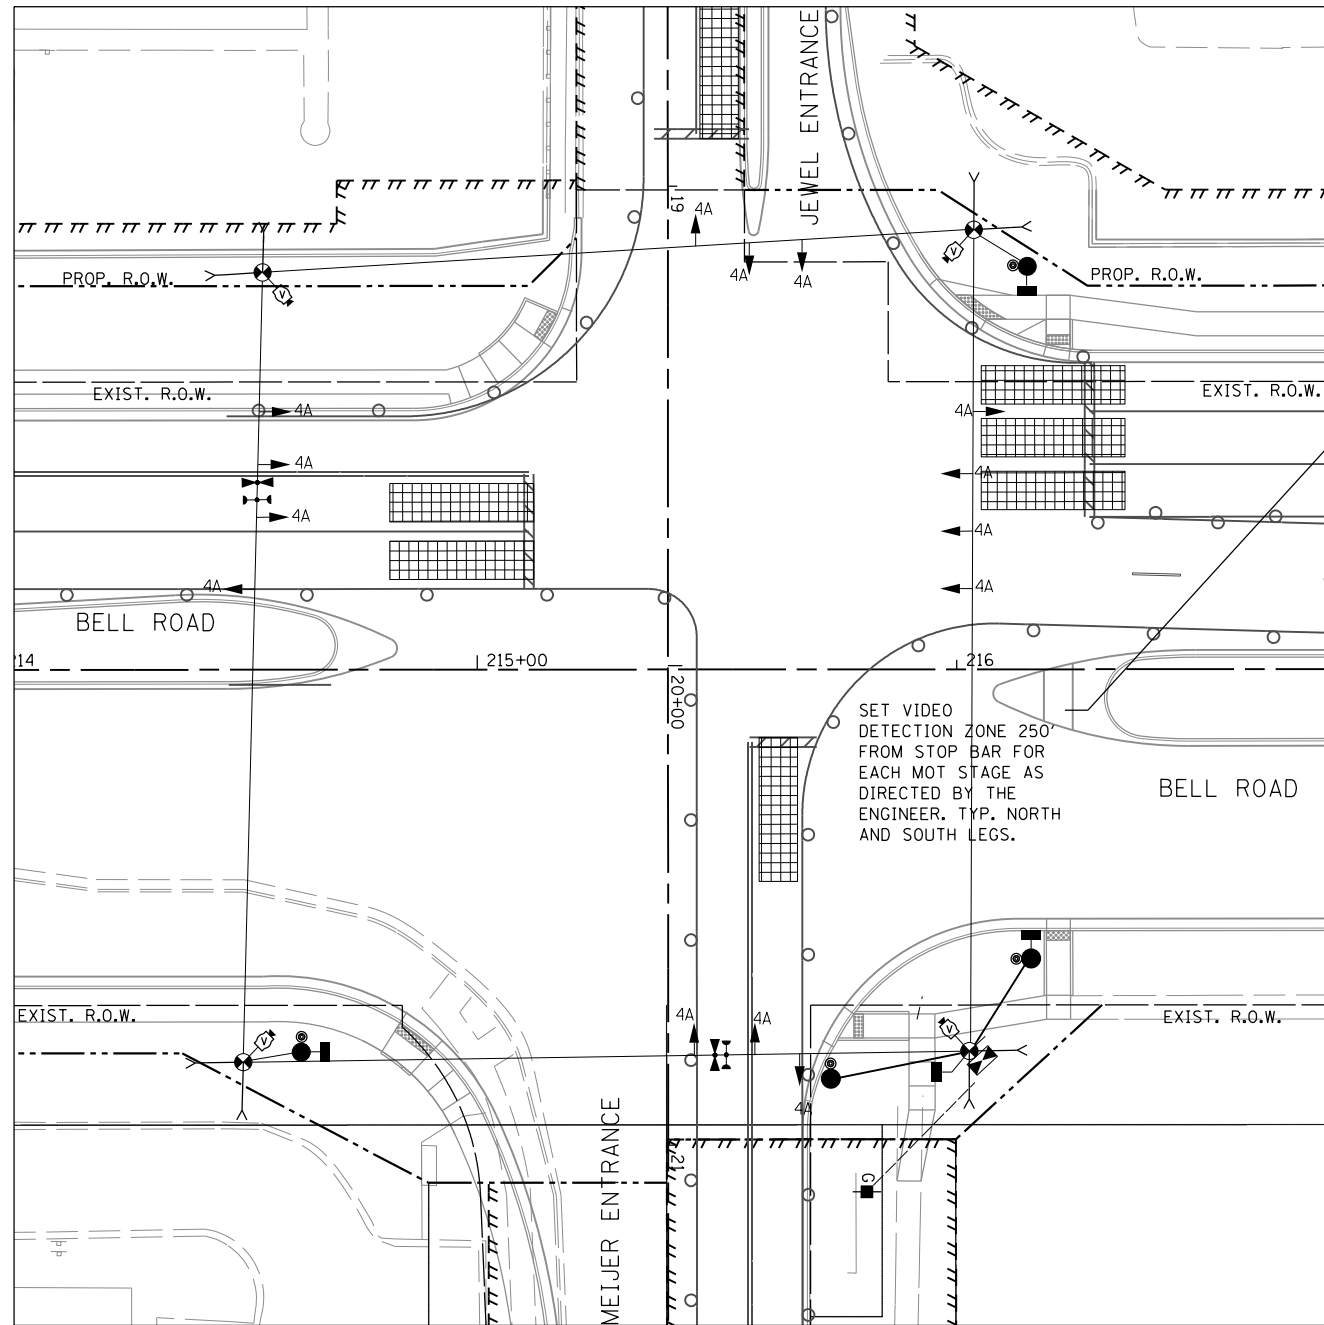 JEWEL ENTRANCE
19
4A
4A
4A
PROP. R.O.W.
PROP. R.O.W.
V
V
EXIST. R.O.W.
EXIST. R.O.W.
4A
4A
4A
4A
4A
4A
4A
4A
BELL ROAD
214
215+00
216
20+00
SET VIDEO
DETECTION ZONE 250'
FROM STOP BAR FOR
EACH MOT STAGE AS
DIRECTED BY THE
ENGINEER. TYP. NORTH
AND SOUTH LEGS.
BELL ROAD
EXIST. R.O.W.
EXIST. R.O.W.
4A
4A
V
V
4A
MEIJER ENTRANCE
21
G